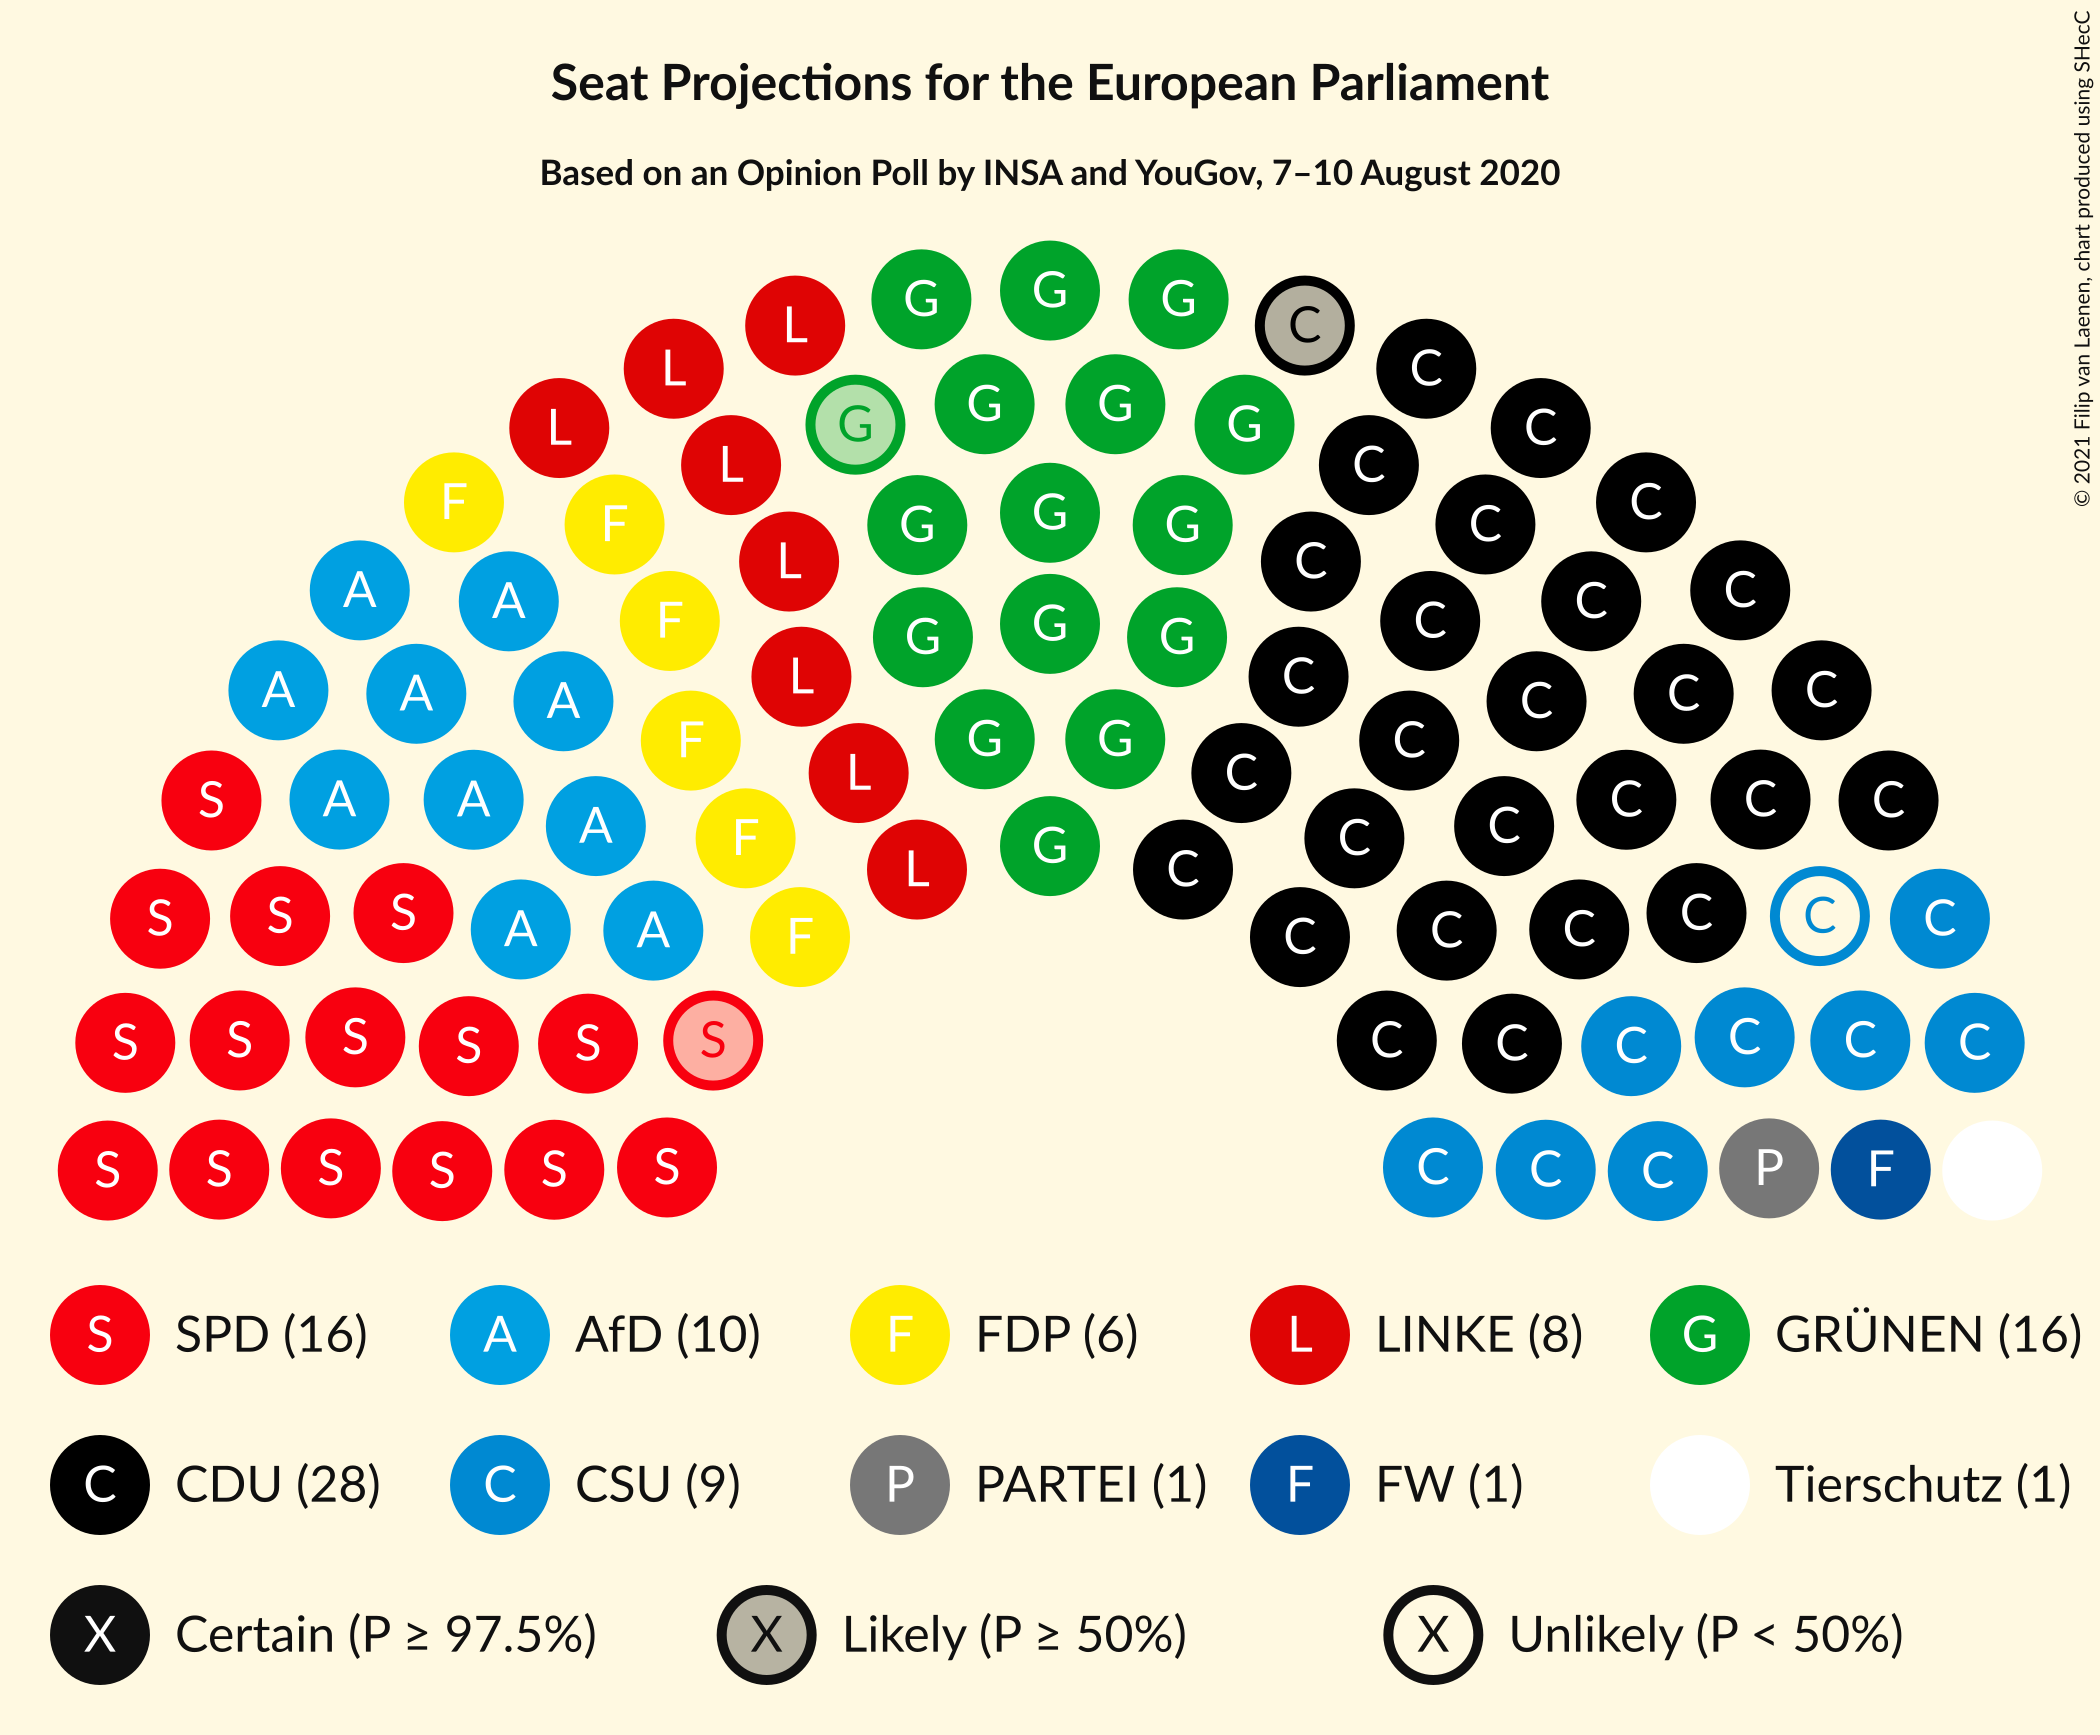 Seat Projections for the European Parliament
Based on an Opinion Poll by INSA and YouGov, 7–10 August 2020
© 2021 Filip van Laenen, chart produced using SHecC
G G G
L C
L C
G G G G
L C
L C
F C
G G G
F C
L C
A C
A C
F C
G G G
L C
A C
A C
A C
F C
G G
L C
A C
A C
S C
A C
F C
G
L C
S C
S C
S C
A C
A C
F C
S C
S C
S C
S C
S C
S C
S S S S S S C C C P F
S SPD (16) A AfD (10) F FDP (6) L LINKE (8) G GRÜNEN (16)
C CDU (28) C CSU (9) P PARTEI (1) F FW (1) Tierschutz (1)
X Certain (P ≥ 97.5%) X Likely (P ≥ 50%) X Unlikely (P < 50%)